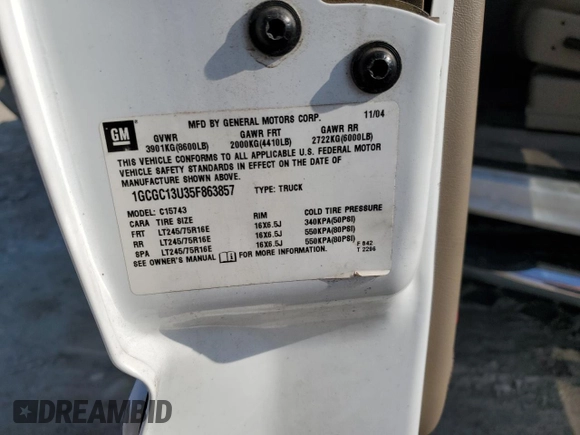 MFD BY GENERAL MOTORS CORP. 11/04
GM
GVWR GAWR FRT GAWR RR
3901KG(8600LB) 2000KG(4410LB) 2722KG(6000LB)
THIS VEHICLE CONFORMS TO ALL APPLICABLE U.S. FEDERAL MOTOR
VEHICLE SAFETY STANDARDS IN EFFECT ON THE DATE OF
MANUFACTURE SHOWN ABOVE.
1GCGC13U35F863857 TYPE: TRUCK
MODEL: C15743
CARA TIRE SIZE RIM COLD TIRE PRESSURE
FRT LT245/75R16E 16X6.5J 340KPA(50PSI)
RR LT245/75R16E 16X6.5J 550KPA(80PSI)
SPA LT245/75R16E 16X6.5J 550KPA(80PSI)
SEE OWNER'S MANUAL FOR MORE INFORMATION.
F 842
T 2286
DREAMBID